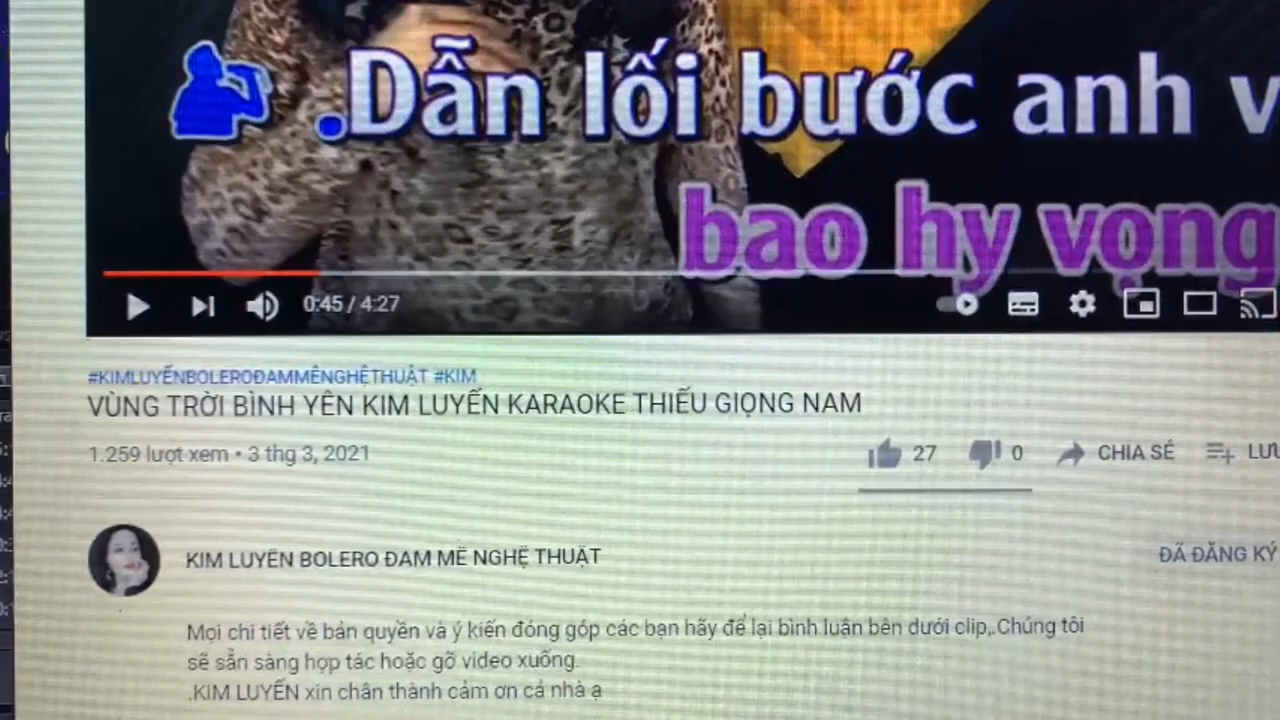 .Dẫn lối bước anh v
bao hy vọng
0:45 / 4:27
#KIMLUYẾNBOLEROĐAMMÊNGHỆTHUẬT #KIM
VÙNG TRỜI BÌNH YÊN KIM LUYẾN KARAOKE THIẾU GIỌNG NAM
1.259 lượt xem • 3 thg 3, 2021
27 0 CHIA SẺ LƯU
KIM LUYẾN BOLERO ĐAM MÊ NGHỆ THUẬT
ĐÃ ĐĂNG KÝ
Mọi chi tiết về bản quyền và ý kiến đóng góp các bạn hãy để lại bình luận bên dưới clip,.Chúng tôi
sẽ sẵn sàng hợp tác hoặc gỡ video xuống.
.KIM LUYẾN xin chân thành cảm ơn cả nhà ạ